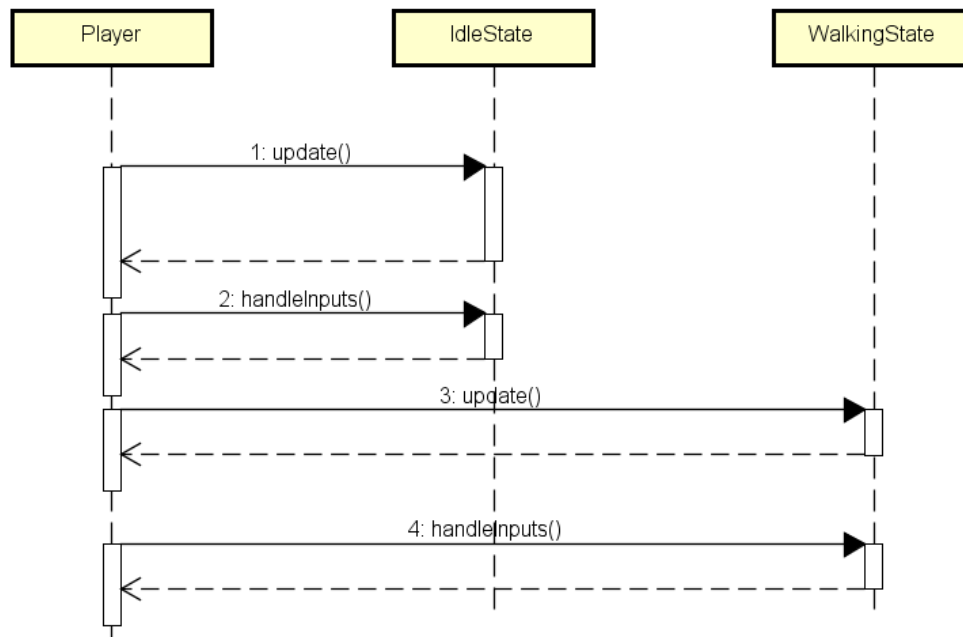 Player
IdleState
WalkingState
1: update()
2: handleInputs()
3: update()
4: handleInputs()